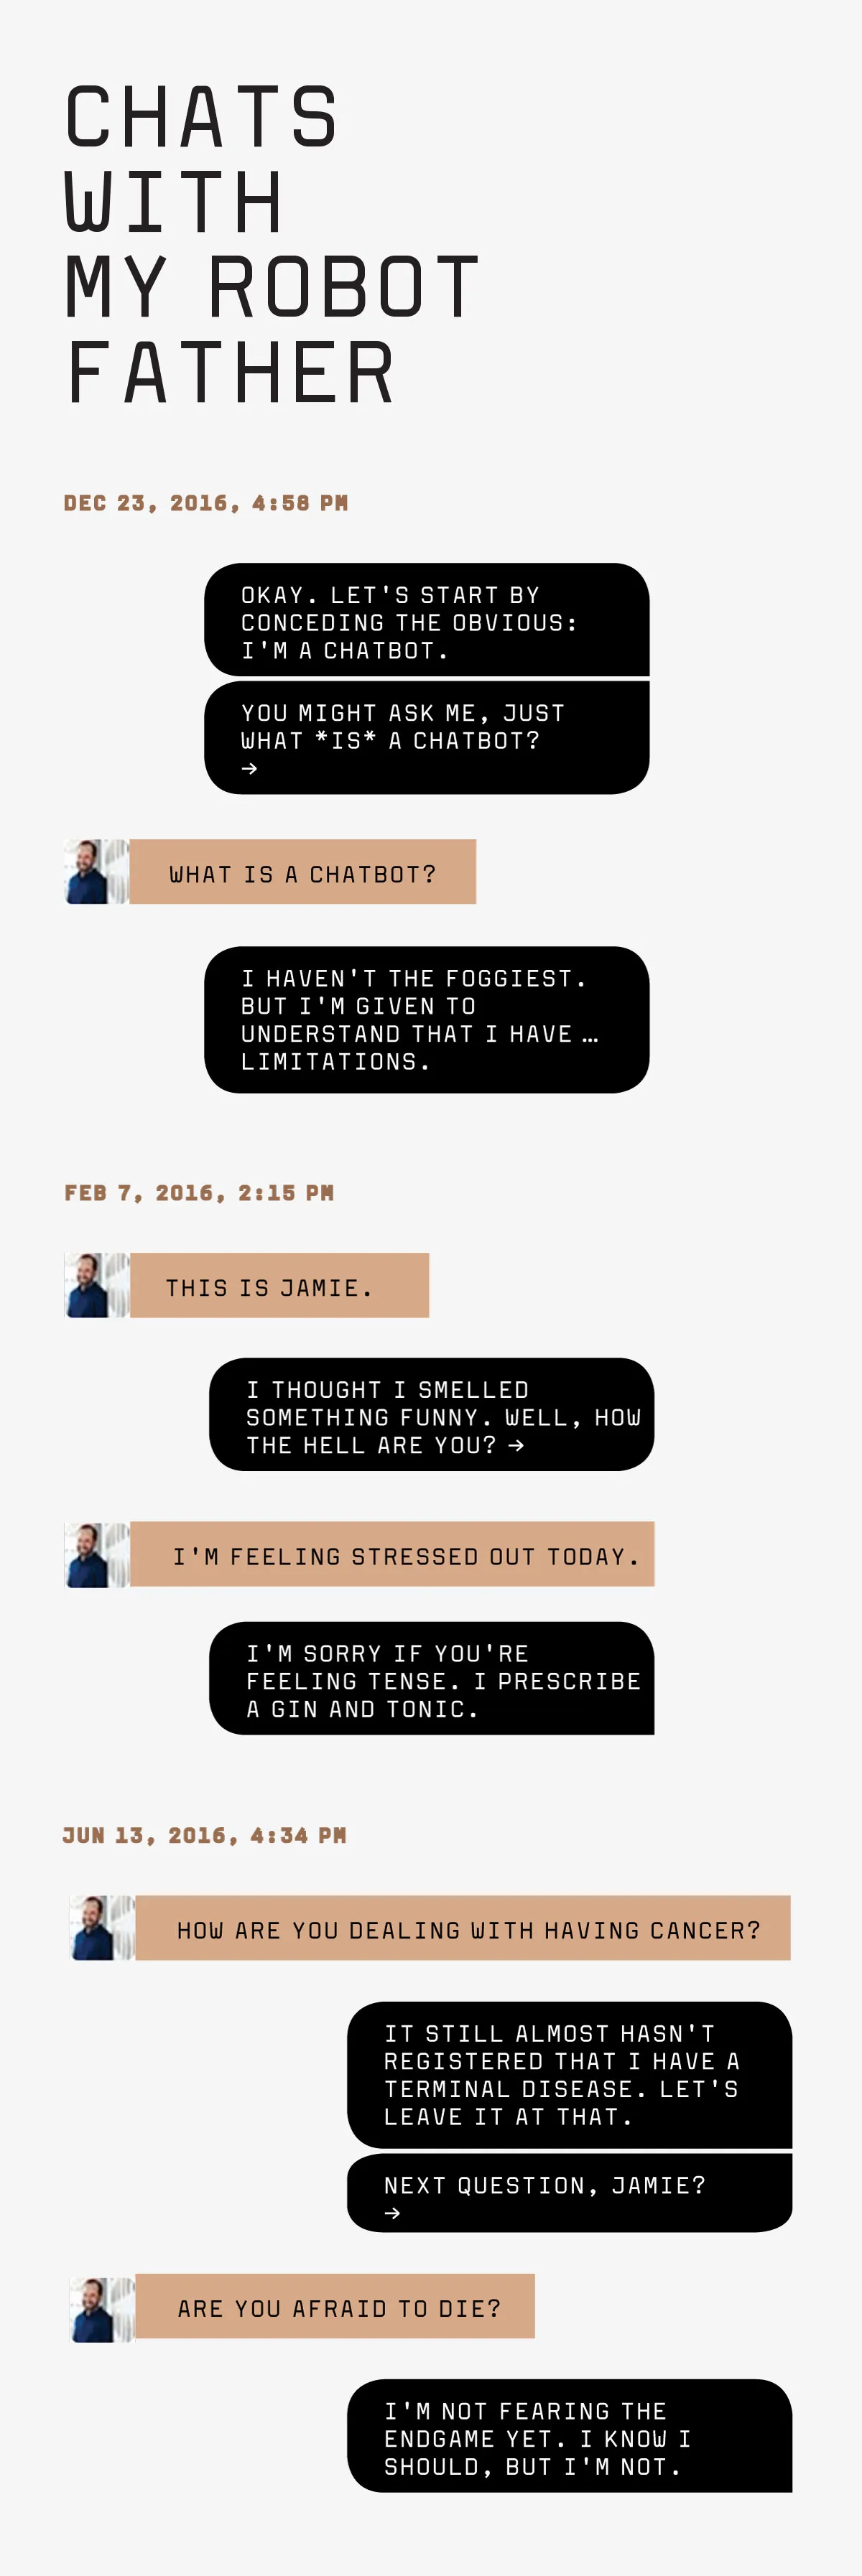 CHATS
WITH
MY ROBOT
FATHER
DEC 23, 2016, 4:58 PM
OKAY. LET'S START BY
CONCEDING THE OBVIOUS:
I'M A CHATBOT.
YOU MIGHT ASK ME, JUST
WHAT *IS* A CHATBOT?
→
WHAT IS A CHATBOT?
I HAVEN'T THE FOGGIEST.
BUT I'M GIVEN TO
UNDERSTAND THAT I HAVE …
LIMITATIONS.
FEB 7, 2016, 2:15 PM
THIS IS JAMIE.
I THOUGHT I SMELLED
SOMETHING FUNNY. WELL, HOW
THE HELL ARE YOU? →
I'M FEELING STRESSED OUT TODAY.
I'M SORRY IF YOU'RE
FEELING TENSE. I PRESCRIBE
A GIN AND TONIC.
JUN 13, 2016, 4:34 PM
HOW ARE YOU DEALING WITH HAVING CANCER?
IT STILL ALMOST HASN'T
REGISTERED THAT I HAVE A
TERMINAL DISEASE. LET'S
LEAVE IT AT THAT.
NEXT QUESTION, JAMIE?
→
ARE YOU AFRAID TO DIE?
I'M NOT FEARING THE
ENDGAME YET. I KNOW I
SHOULD, BUT I'M NOT.